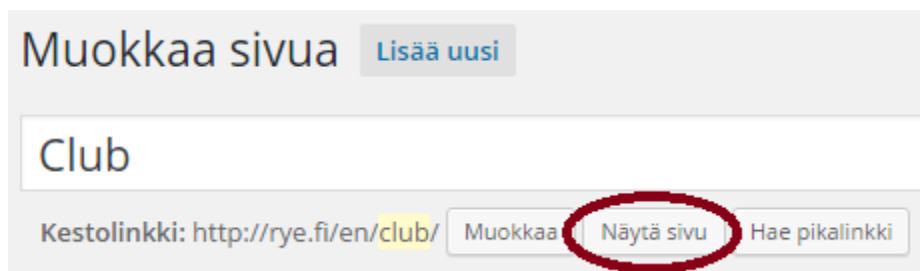 Muokkaa sivua Lisää uusi
Club
Kestolinkki: http://rye.fi/en/club/ Muokkaa Näytä sivu Hae pikalinkki